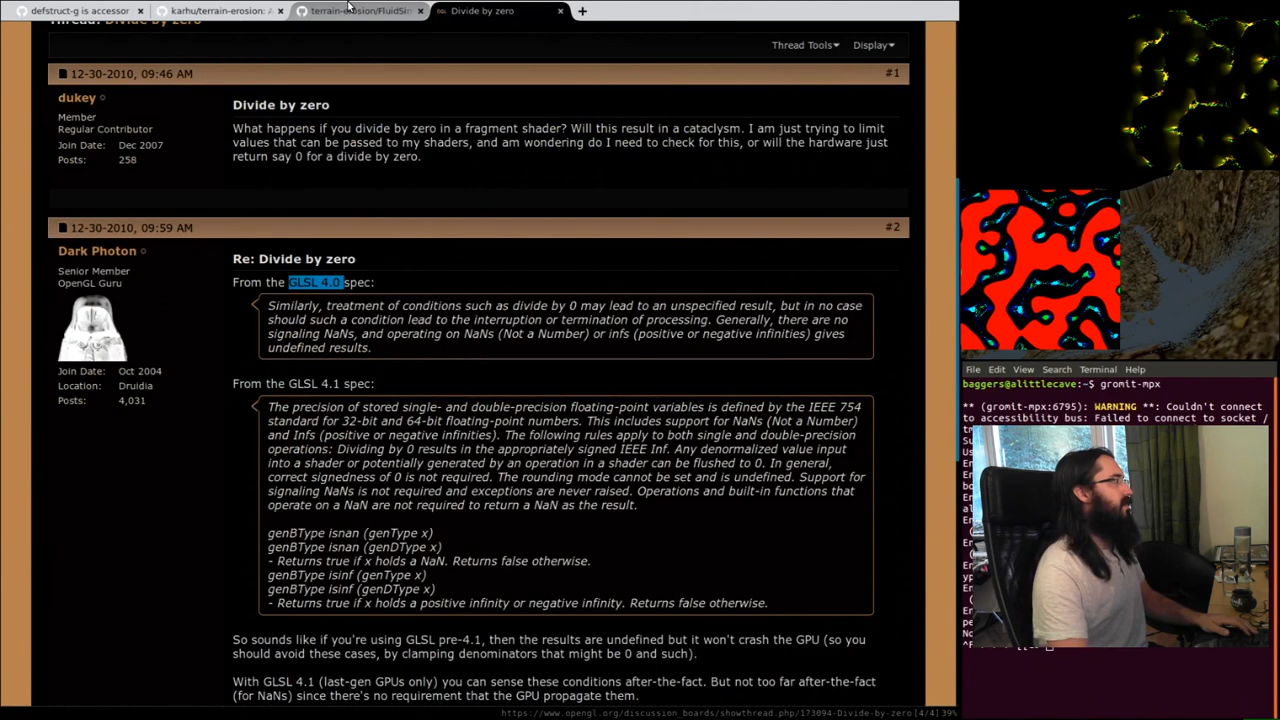 defstruct-g is accessor
karhu/terrain-erosion: A
terrain-erosion/FluidSim
Divide by zero
Thread: Divide by zero
Thread Tools
Display
12-30-2010, 09:46 AM
#1
dukey
Member
Regular Contributor
Join Date: Dec 2007
Posts: 258
Divide by zero
What happens if you divide by zero in a fragment shader? Will this result in a cataclysm. I am just trying to limit
values that can be passed to my shaders, and am wondering do I need to check for this, or will the hardware just
return say 0 for a divide by zero.
12-30-2010, 09:59 AM
#2
Dark Photon
Senior Member
OpenGL Guru
Join Date: Oct 2004
Location: Druidia
Posts: 4,031
Re: Divide by zero
From the GLSL 4.0 spec:
Similarly, treatment of conditions such as divide by 0 may lead to an unspecified result, but in no case
should such a condition lead to the interruption or termination of processing. Generally, there are no
signaling NaNs, and operating on NaNs (Not a Number) or infs (positive or negative infinities) gives
undefined results.
From the GLSL 4.1 spec:
The precision of stored single- and double-precision floating-point variables is defined by the IEEE 754
standard for 32-bit and 64-bit floating-point numbers. This includes support for NaNs (Not a Number)
and Infs (positive or negative infinities). The following rules apply to both single and double-precision
operations: Dividing by 0 results in the appropriately signed IEEE Inf. Any denormalized value input
into a shader or potentially generated by an operation in a shader can be flushed to 0. In general,
correct signedness of 0 is not required. The rounding mode cannot be set and is undefined. Support for
signaling NaNs is not required and exceptions are never raised. Operations and built-in functions that
operate on a NaN are not required to return a NaN as the result.
genBType isnan (genType x)
genBType isnan (genDType x)
- Returns true if x holds a NaN. Returns false otherwise.
genBType isinf (genType x)
genBType isinf (genDType x)
- Returns true if x holds a positive infinity or negative infinity. Returns false otherwise.
So sounds like if you're using GLSL pre-4.1, then the results are undefined but it won't crash the GPU (so you
should avoid these cases, by clamping denominators that might be 0 and such).
With GLSL 4.1 (last-gen GPUs only) you can sense these conditions after-the-fact. But not too far after-the-fact
(for NaNs) since there's no requirement that the GPU propagate them.
https://www.opengl.org/discussion_boards/showthread.php/173094-Divide-by-zero[4/4]39%
File Edit View Search Terminal Help
baggers@alittlecave:~$ gromit-mpx
** (gromit-mpx:6795): WARNING **: Couldn't connect
to accessibility bus: Failed to connect to socket /